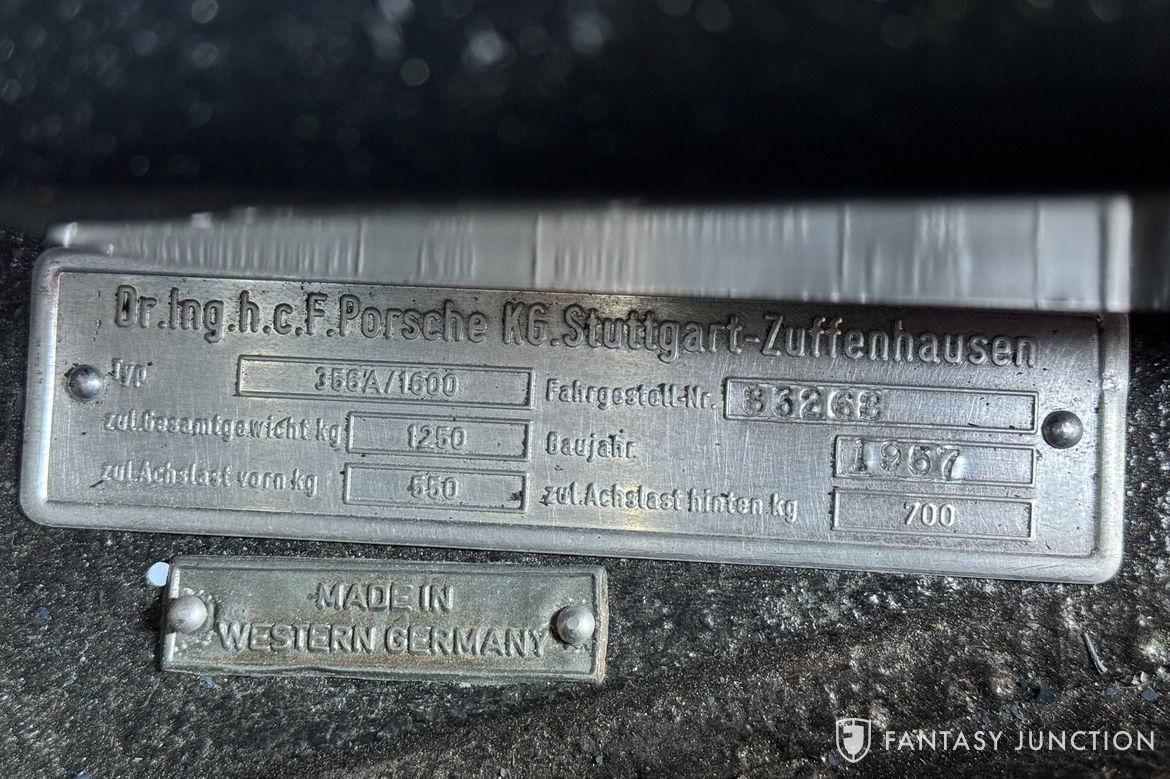 Dr.Ing.h.c.F.Porsche KG.Stuttgart-Zuffenhausen
Typ 356A/1600 Fahrgestell-Nr.
zul.Gesamtgewicht kg 1250 Baujahr. 1957
zul.Achslast vorn kg 550 zul.Achslast hinten kg 700
MADE IN
WESTERN GERMANY
FANTASY JUNCTION